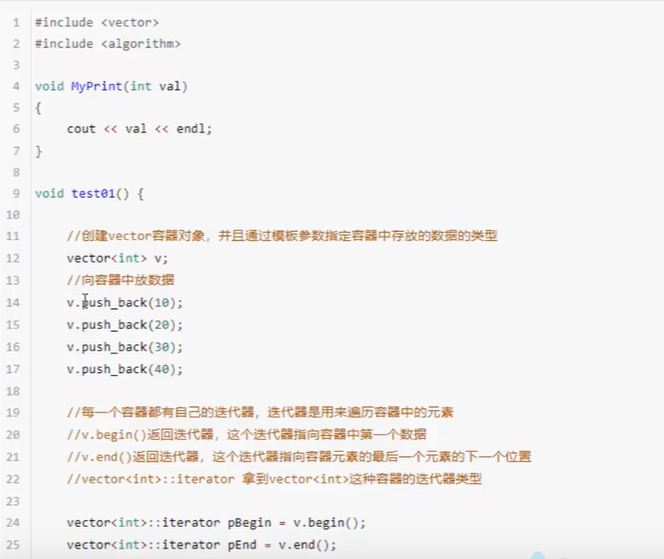 1 #include <vector>
2 #include <algorithm>
3
4 void MyPrint(int val)
5 {
6 cout << val << endl;
7 }
8
9 void test01() {
10
11 //创建vector容器对象，并且通过模板参数指定容器中存放的数据的类型
12 vector<int> v;
13 //向容器中放数据
14 v.push_back(10);
15 v.push_back(20);
16 v.push_back(30);
17 v.push_back(40);
18
19 //每一个容器都有自己的迭代器，迭代器是用来遍历容器中的元素
20 //v.begin()返回迭代器，这个迭代器指向容器中第一个数据
21 //v.end()返回迭代器，这个迭代器指向容器元素的最后一个元素的下一个位置
22 //vector<int>::iterator 拿到vector<int>这种容器的迭代器类型
23
24 vector<int>::iterator pBegin = v.begin();
25 vector<int>::iterator pEnd = v.end();